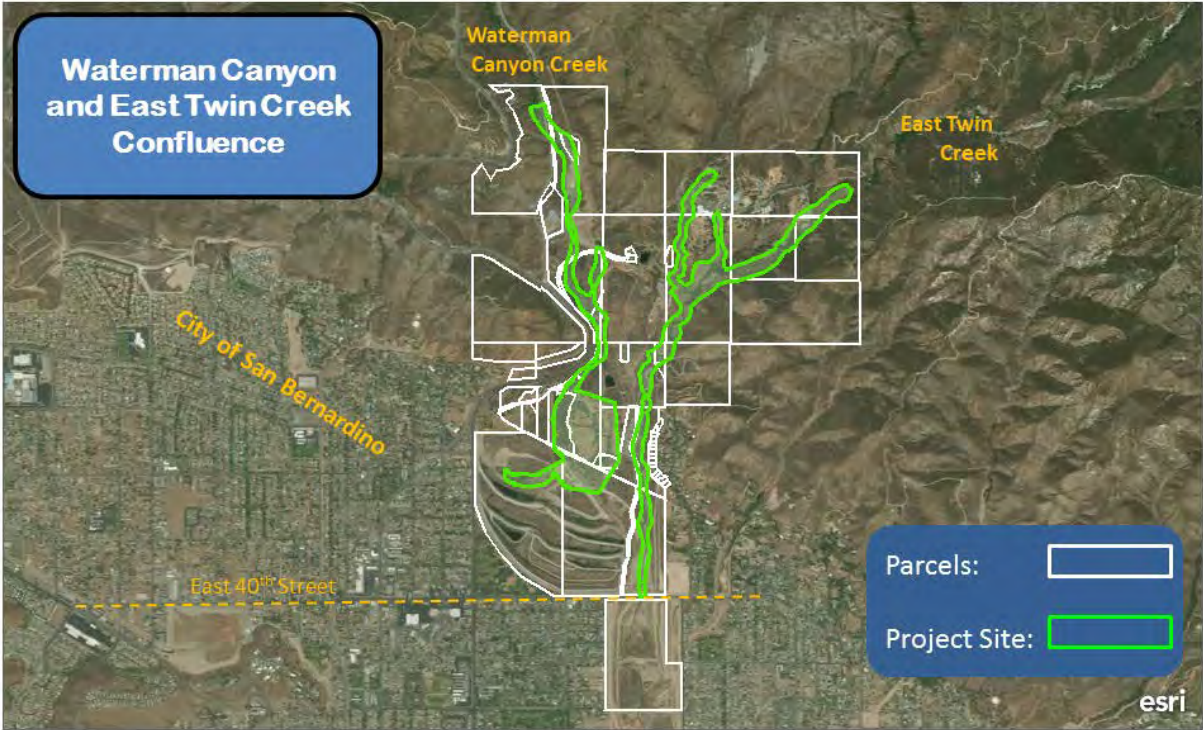 Waterman Canyon
and East Twin Creek
Confluence
Waterman
Canyon Creek
East Twin
Creek
City of San Bernardino
East 40th Street
Parcels:
Project Site:
esri